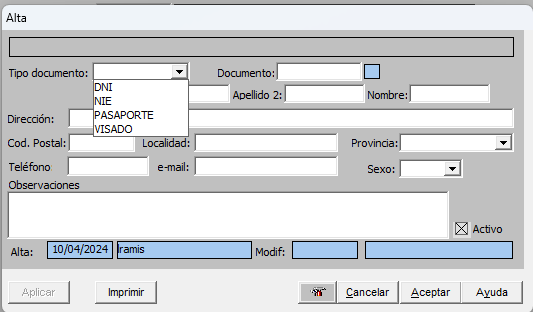 Alta
Tipo documento: Documento:
DNI
NIE
PASAPORTE
VISADO
Apellido 2: Nombre:
Dirección:
Cod. Postal: Localidad: Provincia:
Teléfono e-mail: Sexo:
Observaciones
Activo
Alta: 10/04/2024 Iramis Modif:
Aplicar Imprimir Cancelar Aceptar Ayuda